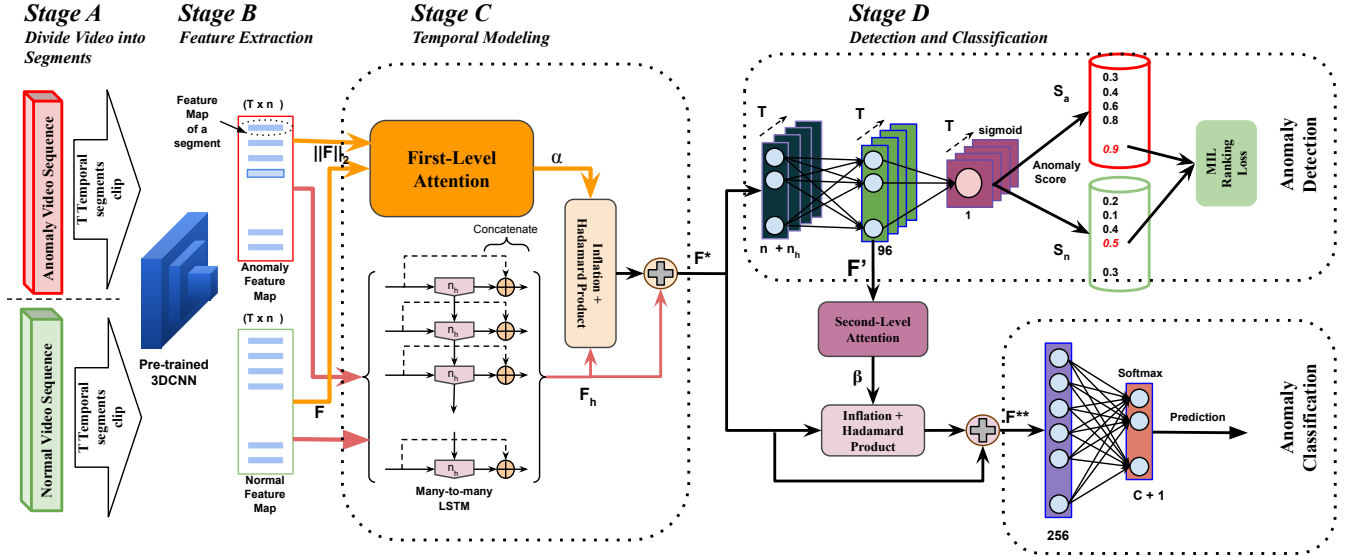 Stage A
Divide Video into
Segments
Stage B
Feature Extraction
Stage C
Temporal Modeling
Stage D
Detection and Classification
Anomaly Video Sequence
T Temporal
segments
clip
Normal Video Sequence
T Temporal
segments
clip
Pre-trained
3DCNN
Feature
Map
of a
segment
(T x n )
Anomaly
Feature
Map
(T x n )
Normal
Feature
Map
||F||2
F
First-Level
Attention
α
Concatenate
nh
nh
nh
nh
Many-to-many
LSTM
Inflation +
Hadamard Product
Fh
F*
T
n + nh
T
96
T
sigmoid
1
Anomaly
Score
Sa
0.3
0.4
0.6
0.8
0.9
Sn
0.2
0.1
0.4
0.5
0.3
MIL
Ranking
Loss
Anomaly
Detection
F'
Second-Level
Attention
β
Inflation +
Hadamard
Product
F**
256
Softmax
C + 1
Prediction
Anomaly
Classification